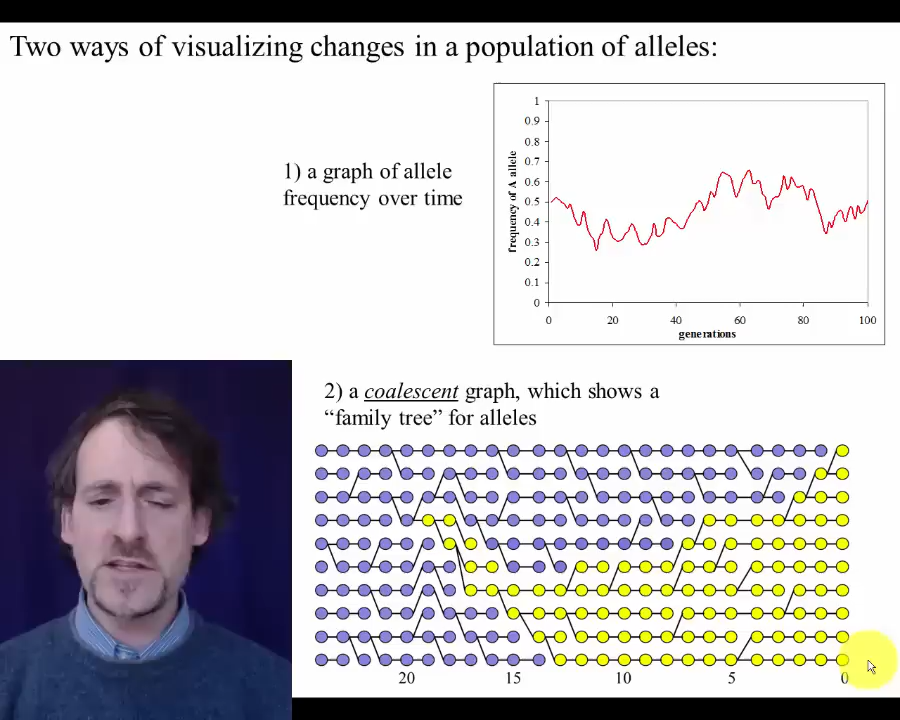 Two ways of visualizing changes in a population of alleles:
1) a graph of allele
frequency over time
frequency of A allele
1
0.9
0.8
0.7
0.6
0.5
0.4
0.3
0.2
0.1
0
0 20 40 60 80 100
generations
2) a coalescent graph, which shows a
“family tree” for alleles
20 15 10 5 0